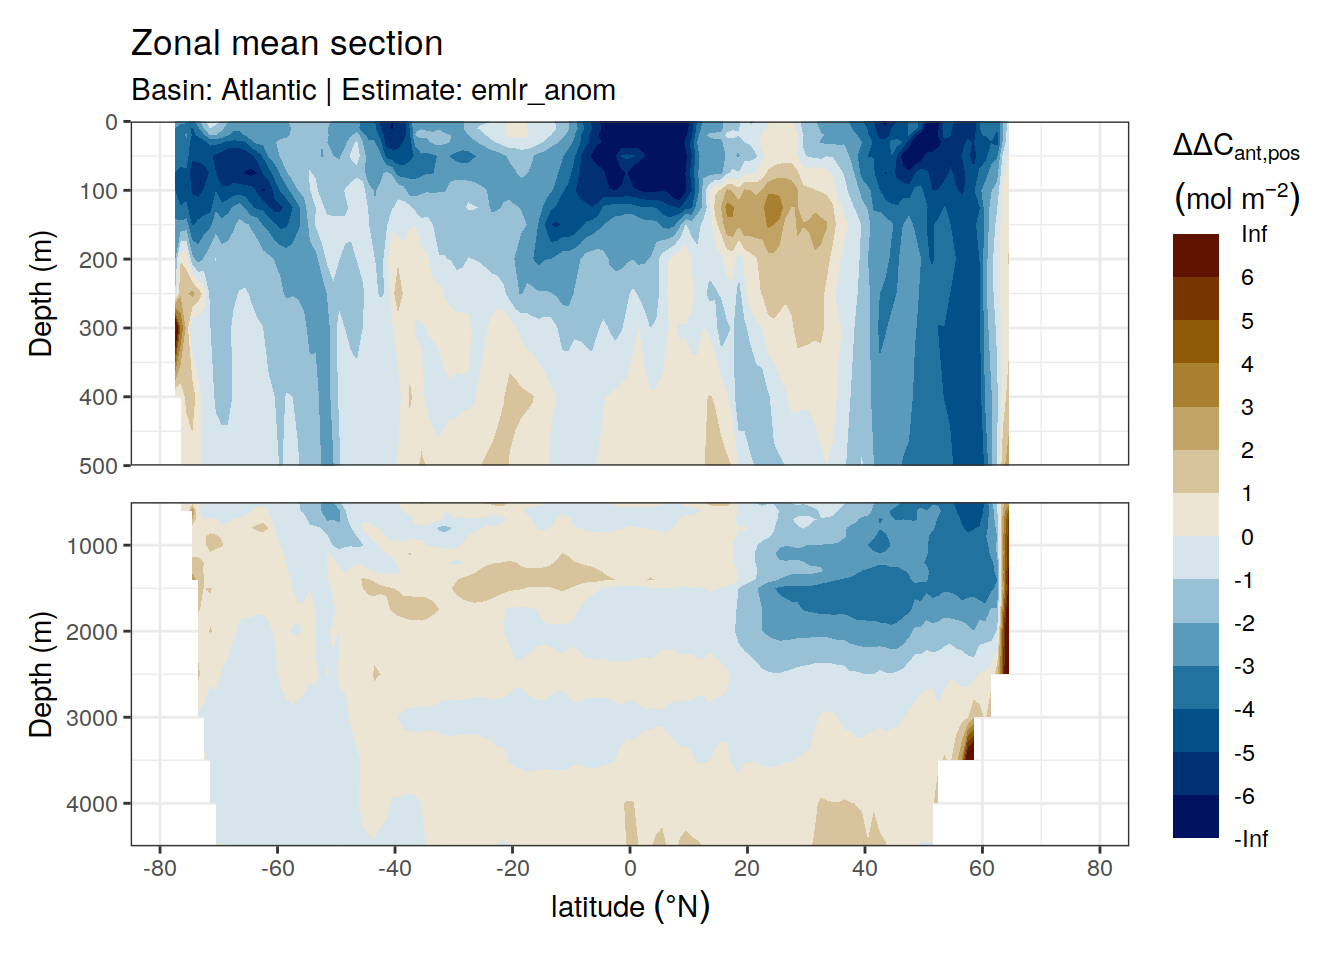 Zonal mean section
Basin: Atlantic | Estimate: emlr_anom
0
100
200
300
400
500
Depth (m)
1000
2000
3000
4000
Depth (m)
-80 -60 -40 -20 0 20 40 60 80
latitude (°N)
ΔΔC_ant,pos
(mol m⁻²)
Inf
6
5
4
3
2
1
0
-1
-2
-3
-4
-5
-6
-Inf